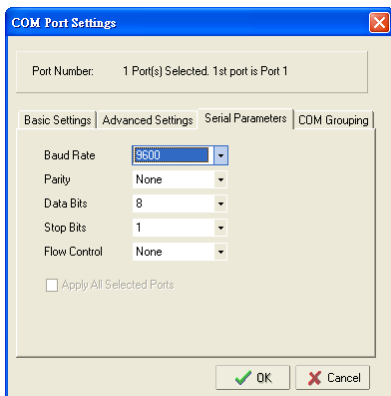 COM Port Settings
Port Number: 1 Port(s) Selected. 1st port is Port 1
Basic Settings Advanced Settings Serial Parameters COM Grouping
Baud Rate 9600
Parity None
Data Bits 8
Stop Bits 1
Flow Control None
Apply All Selected Ports
OK Cancel